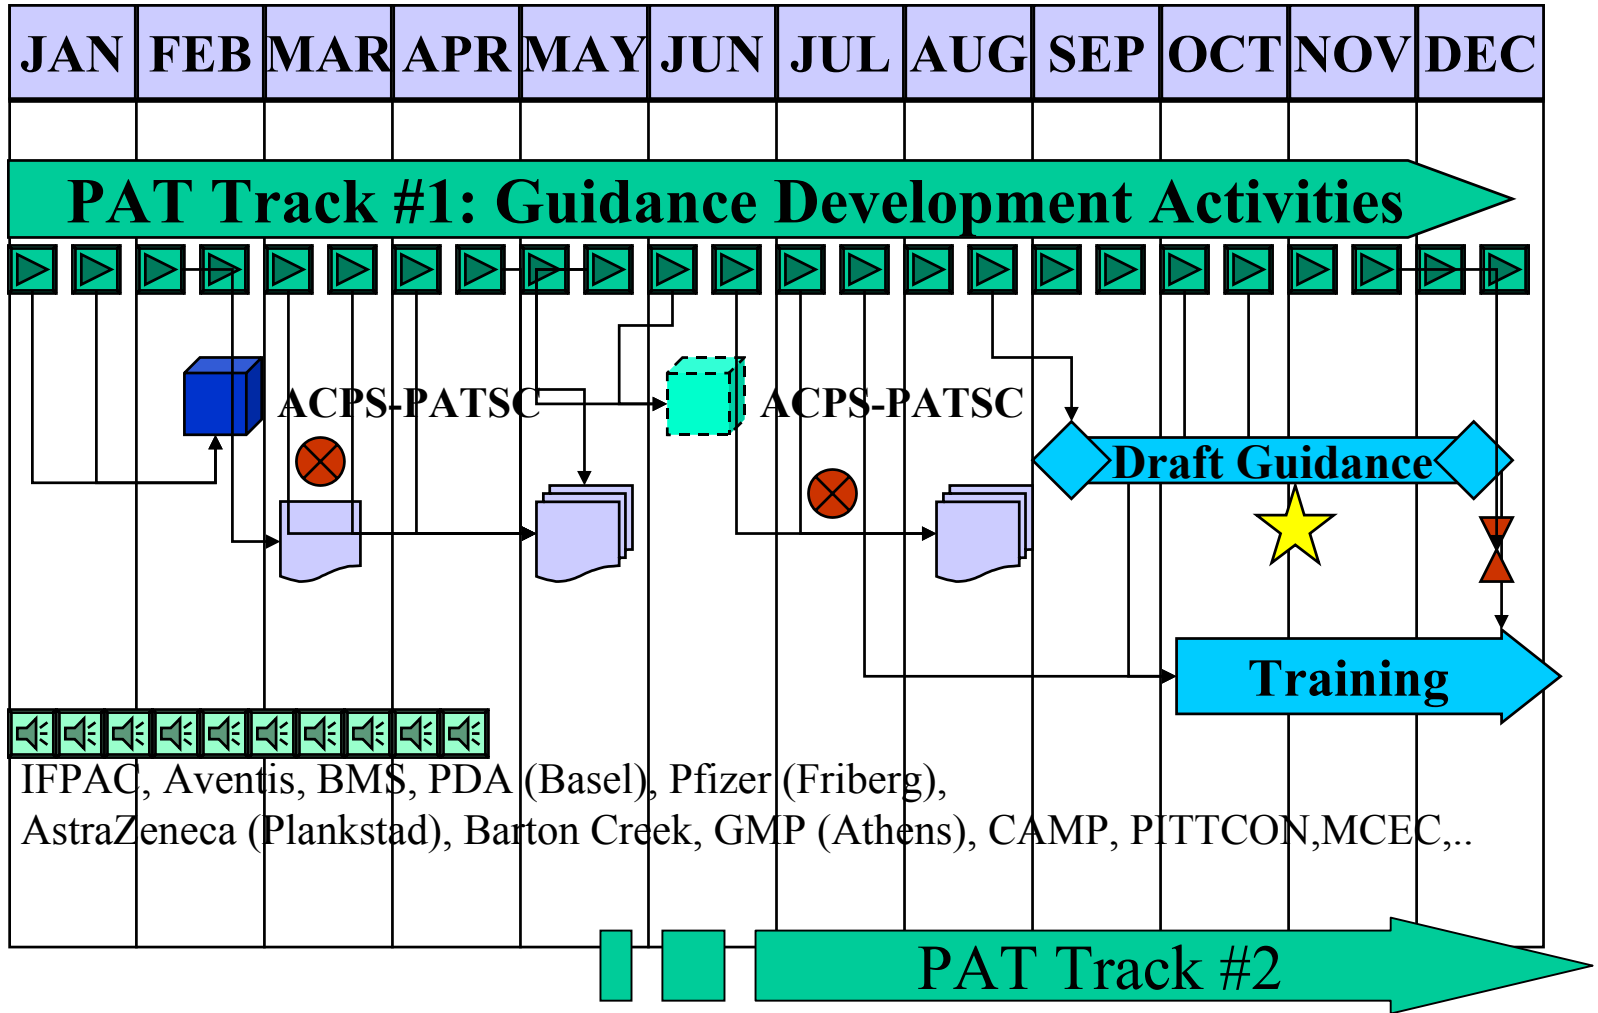 JAN FEB MAR APR MAY JUN JUL AUG SEP OCT NOV DEC
PAT Track #1: Guidance Development Activities
ACPS-PATSC ACPS-PATSC
Draft Guidance
Training
IFPAC, Aventis, BMS, PDA (Basel), Pfizer (Friberg),
AstraZeneca (Plankstad), Barton Creek, GMP (Athens), CAMP, PITTCON,MCEC,..
PAT Track #2